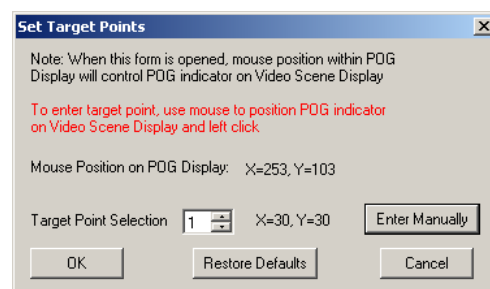 Set Target Points
Note: When this form is opened, mouse position within POG
Display will control POG indicator on Video Scene Display
To enter target point, use mouse to position POG indicator
on Video Scene Display and left click
Mouse Position on POG Display: X=253, Y=103
Target Point Selection 1 X=30, Y=30 Enter Manually
OK Restore Defaults Cancel